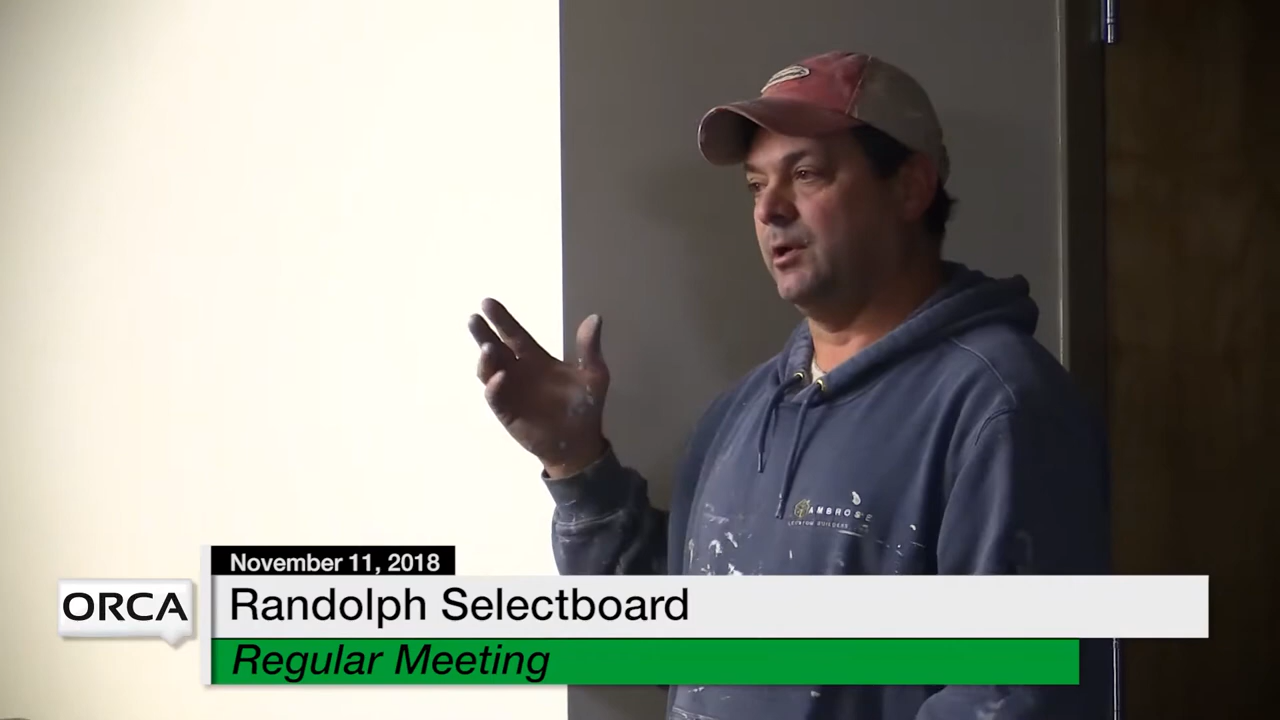 AMBROSE
November 11, 2018
ORCA
Randolph Selectboard
Regular Meeting